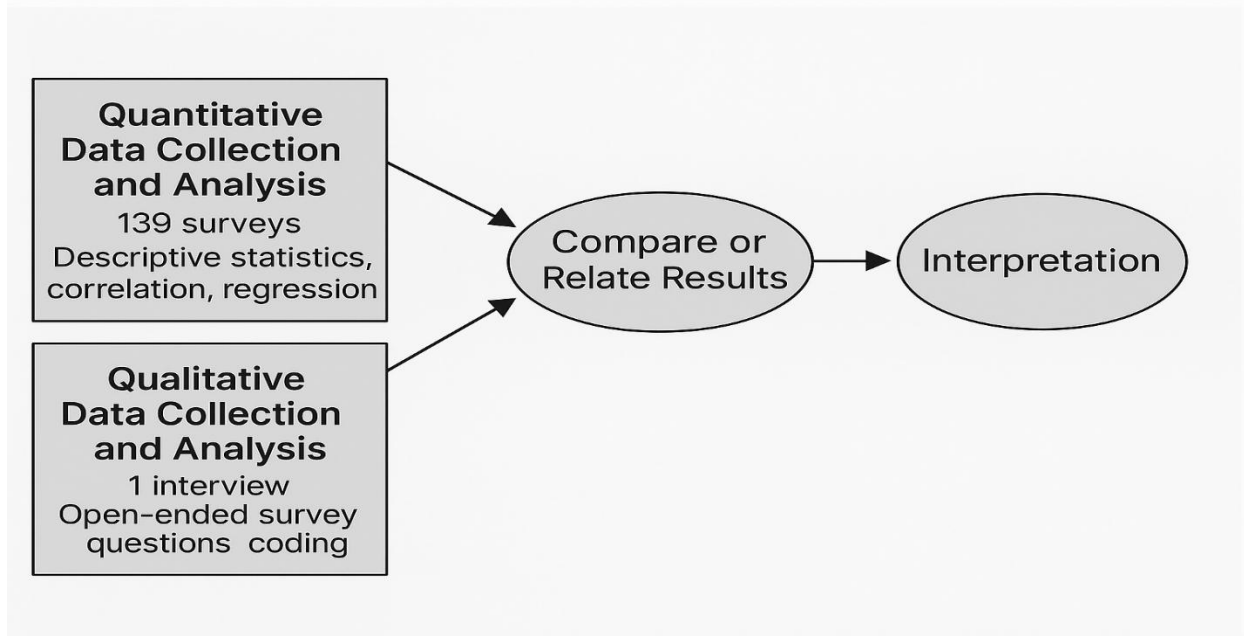 Quantitative
Data Collection
and Analysis
139 surveys
Descriptive statistics,
correlation, regression
Qualitative
Data Collection
and Analysis
1 interview
Open-ended survey
questions coding
Compare or
Relate Results
Interpretation